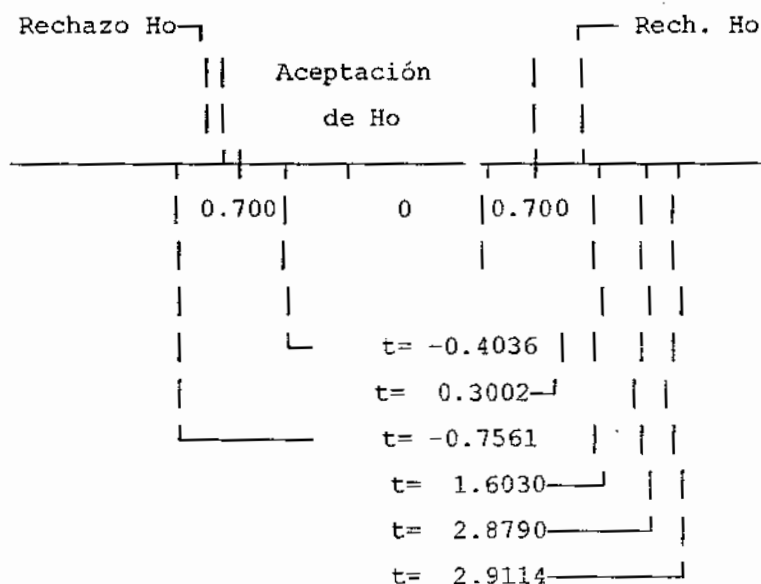 Rechazo Ho Rech. Ho
Aceptación
de Ho
0.700 0 0.700
t= -0.4036
t= 0.3002
t= -0.7561
t= 1.6030
t= 2.8790
t= 2.9114